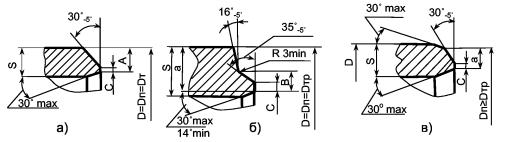 30°-5'
S
A
C
D=Dп=Dт
30° max
а)
16°-5'
35°-5'
R 3min
S
a
B
C
D=Dп=Dтр
30°max
14°min
б)
30° max
30°-5'
D
S
a
C
Dп≥Dтр
30° max
в)